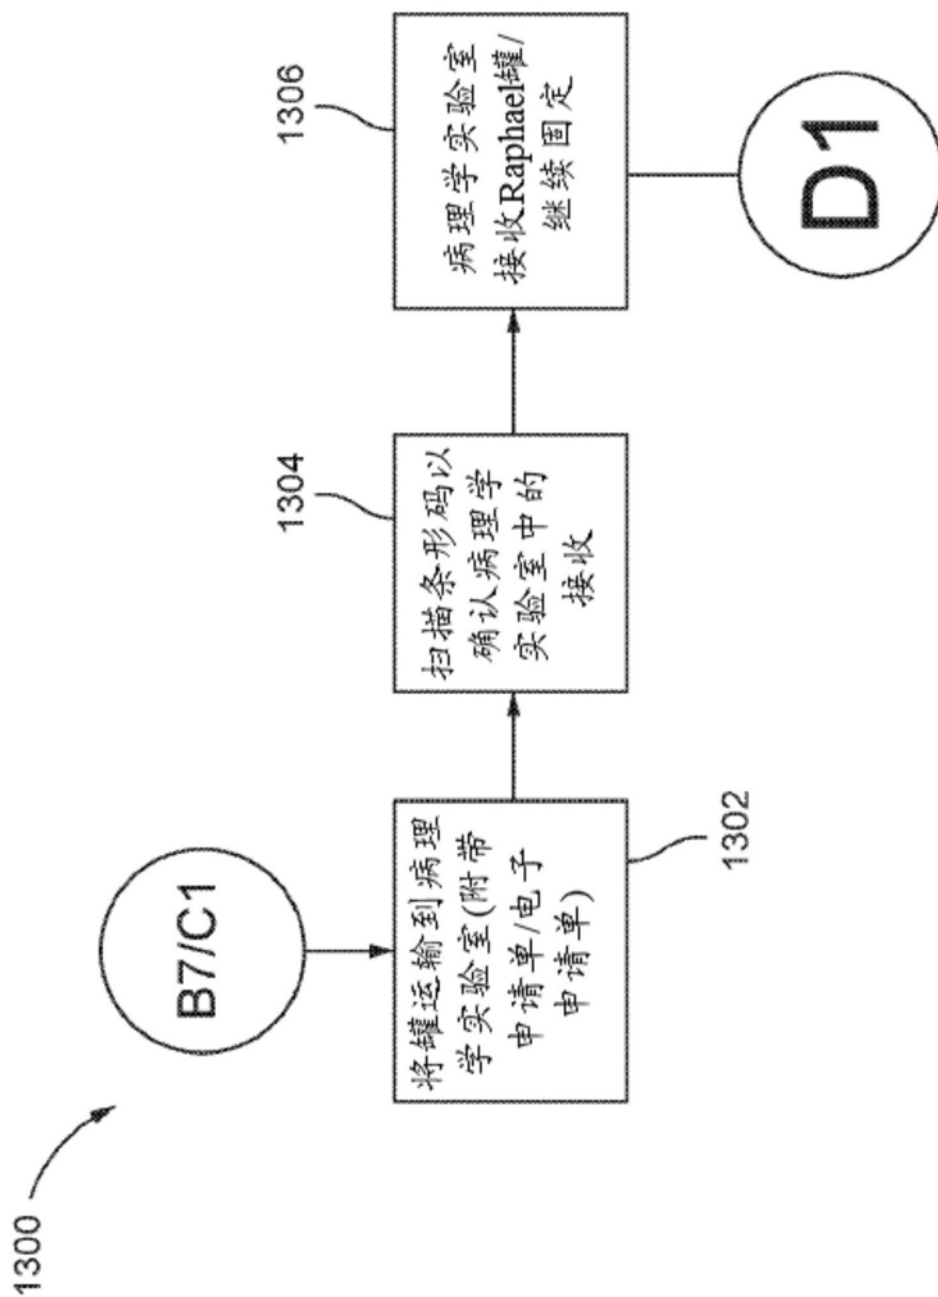 1300
B7/C1
将罐运输到病理
学实验室(附带
申请单/电子
申请单)
1302
扫描条形码以
确认病理学
实验室中的
接收
1304
病理学实验室
接收Raphael罐/
继续固定
1306
D1